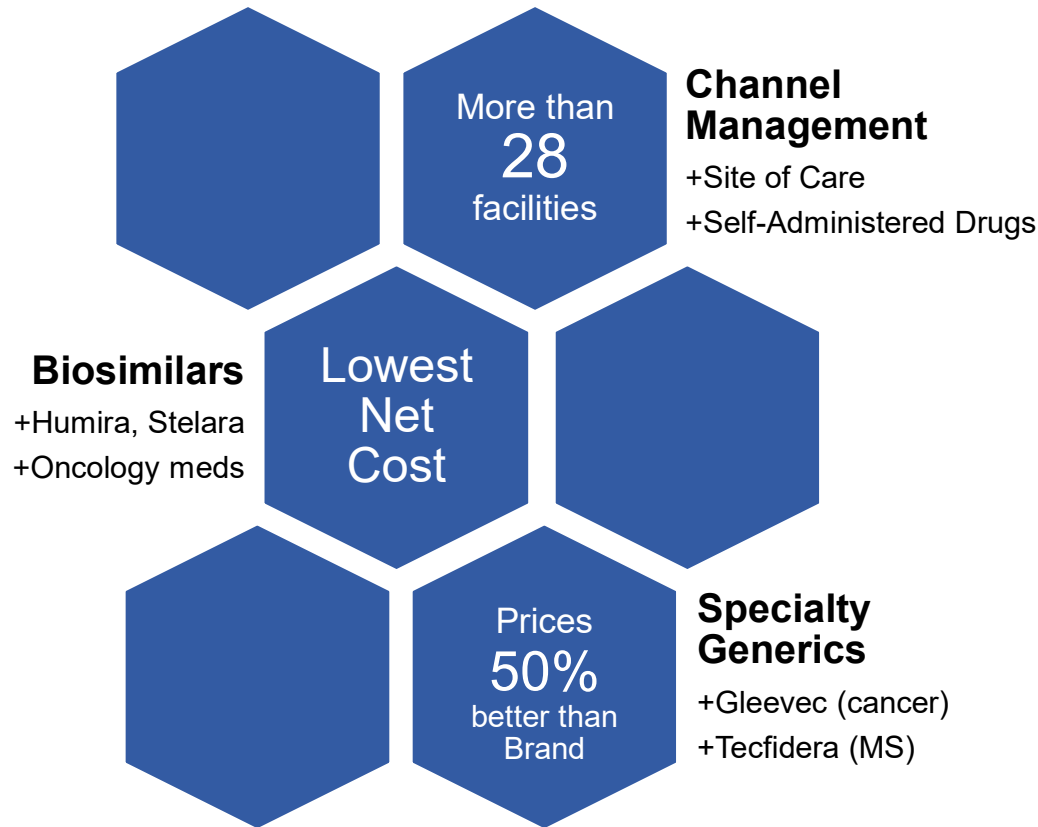 More than
28
facilities
Channel
Management
+Site of Care
+Self-Administered Drugs
Biosimilars
+Humira, Stelara
+Oncology meds
Lowest
Net
Cost
Prices
50%
better than
Brand
Specialty
Generics
+Gleevec (cancer)
+Tecfidera (MS)